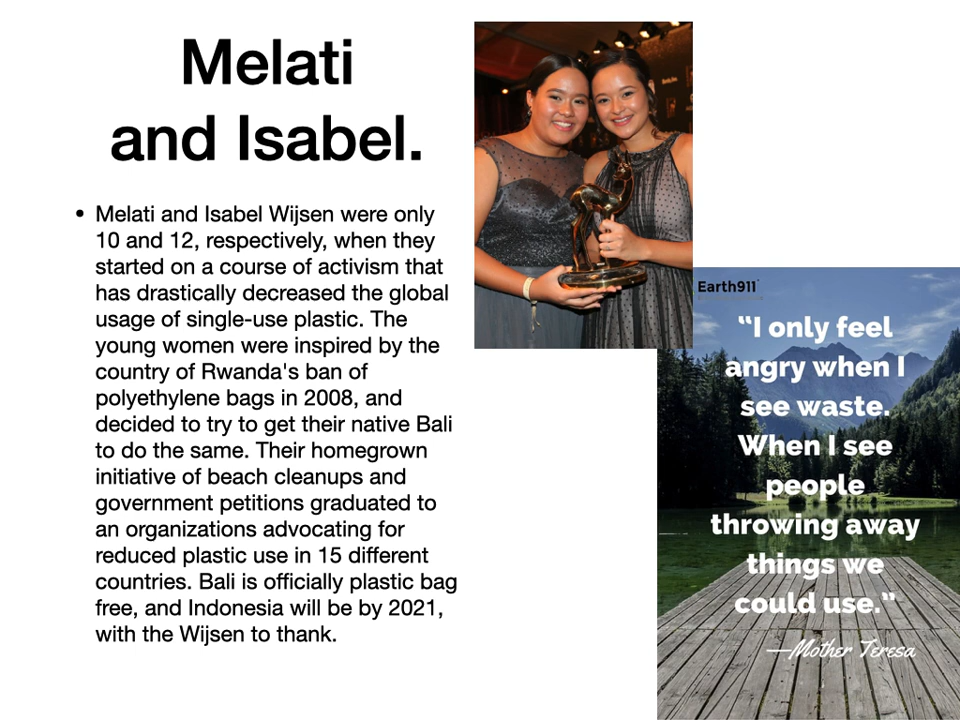 Melati
and Isabel.
• Melati and Isabel Wijsen were only
10 and 12, respectively, when they
started on a course of activism that
has drastically decreased the global
usage of single-use plastic. The
young women were inspired by the
country of Rwanda's ban of
polyethylene bags in 2008, and
decided to try to get their native Bali
to do the same. Their homegrown
initiative of beach cleanups and
government petitions graduated to
an organizations advocating for
reduced plastic use in 15 different
countries. Bali is officially plastic bag
free, and Indonesia will be by 2021,
with the Wijsen to thank.
Earth911
“I only feel
angry when I
see waste.
When I see
people
throwing away
things we
could use.”
—Mother Teresa